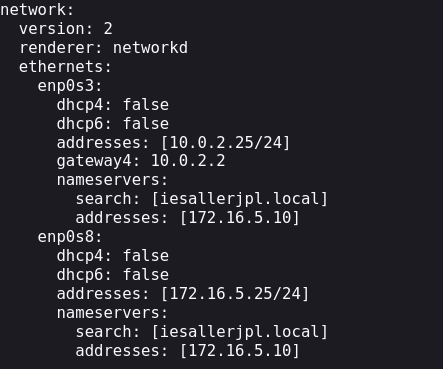 network:
  version: 2
  renderer: networkd
  ethernets:
    enp0s3:
      dhcp4: false
      dhcp6: false
      addresses: [10.0.2.25/24]
      gateway4: 10.0.2.2
      nameservers:
        search: [iesallerjpl.local]
        addresses: [172.16.5.10]
    enp0s8:
      dhcp4: false
      dhcp6: false
      addresses: [172.16.5.25/24]
      nameservers:
        search: [iesallerjpl.local]
        addresses: [172.16.5.10]